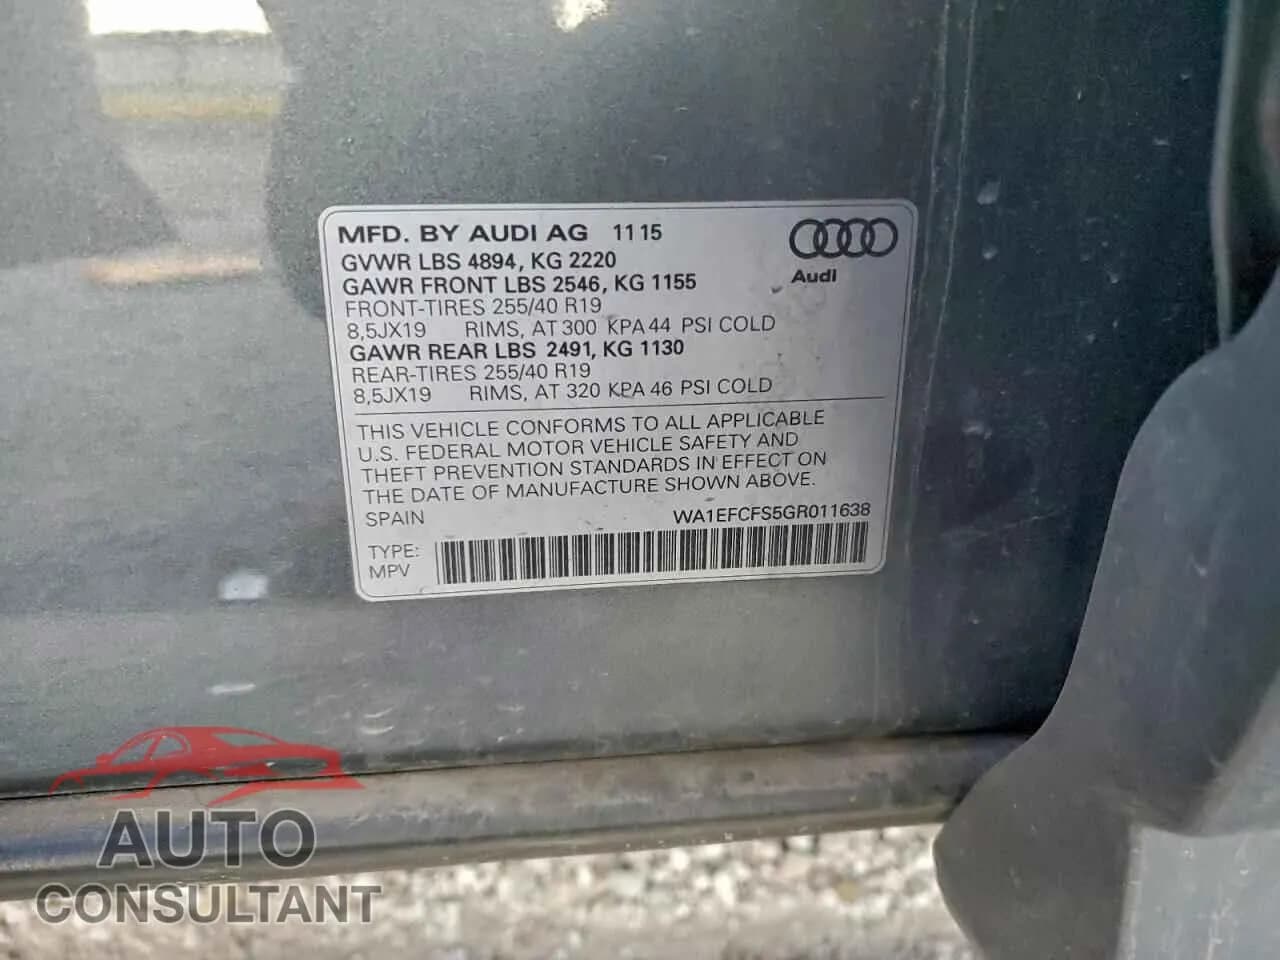 MFD. BY AUDI AG 11 15
GVWR LBS 4894, KG 2220
GAWR FRONT LBS 2546, KG 1155
FRONT-TIRES 255/40 R19
8,5JX19 RIMS, AT 300 KPA 44 PSI COLD
GAWR REAR LBS 2491, KG 1130
REAR-TIRES 255/40 R19
8,5JX19 RIMS, AT 320 KPA 46 PSI COLD
Audi
THIS VEHICLE CONFORMS TO ALL APPLICABLE
U.S. FEDERAL MOTOR VEHICLE SAFETY AND
THEFT PREVENTION STANDARDS IN EFFECT ON
THE DATE OF MANUFACTURE SHOWN ABOVE.
SPAIN WA1EFCFS5GR011638
TYPE:
MPV
AUTO
CONSULTANT